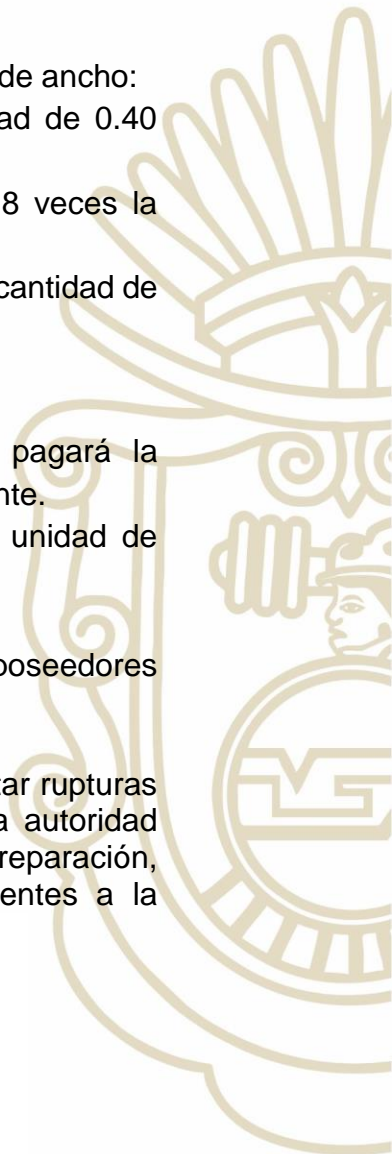 de ancho:
ad de 0.40
8 veces la
cantidad de
pagará la
nte.
unidad de
poseedores
tar rupturas
a autoridad
reparación,
entes a la